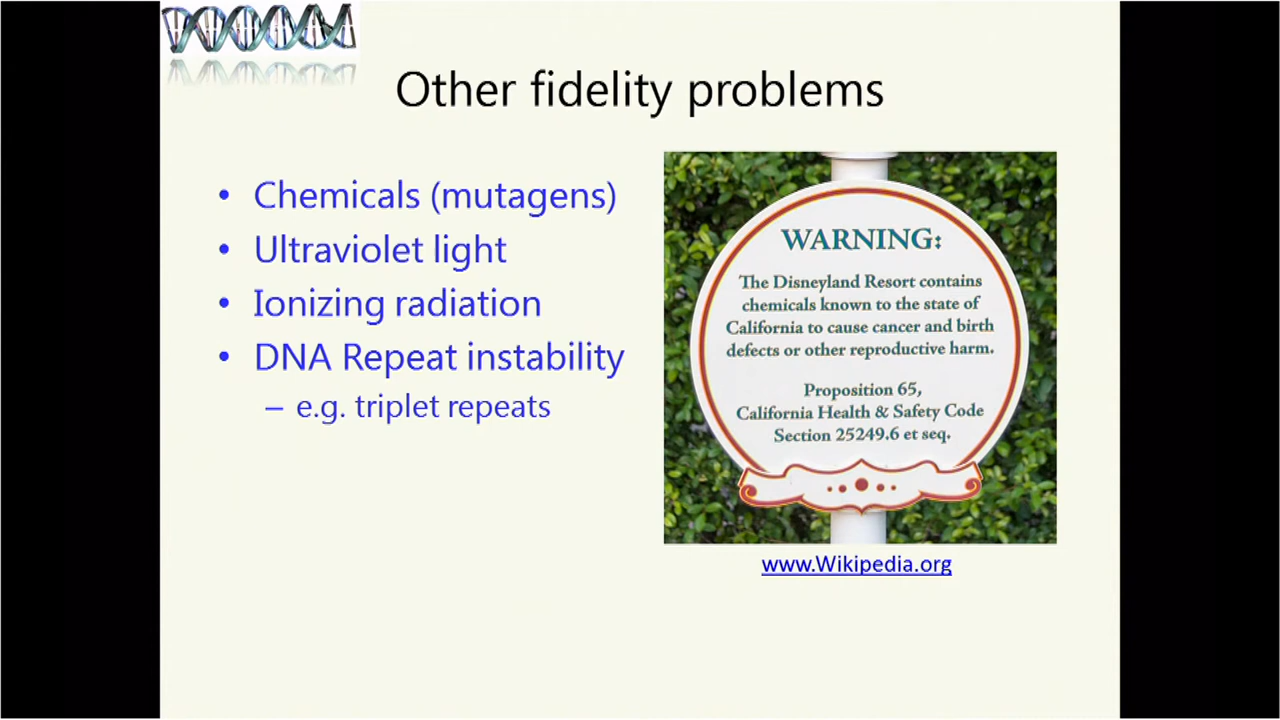 Other fidelity problems
• Chemicals (mutagens)
• Ultraviolet light
• Ionizing radiation
• DNA Repeat instability
– e.g. triplet repeats
WARNING:
The Disneyland Resort contains
chemicals known to the state of
California to cause cancer and birth
defects or other reproductive harm.
Proposition 65,
California Health & Safety Code
Section 25249.6 et seq.
www.Wikipedia.org